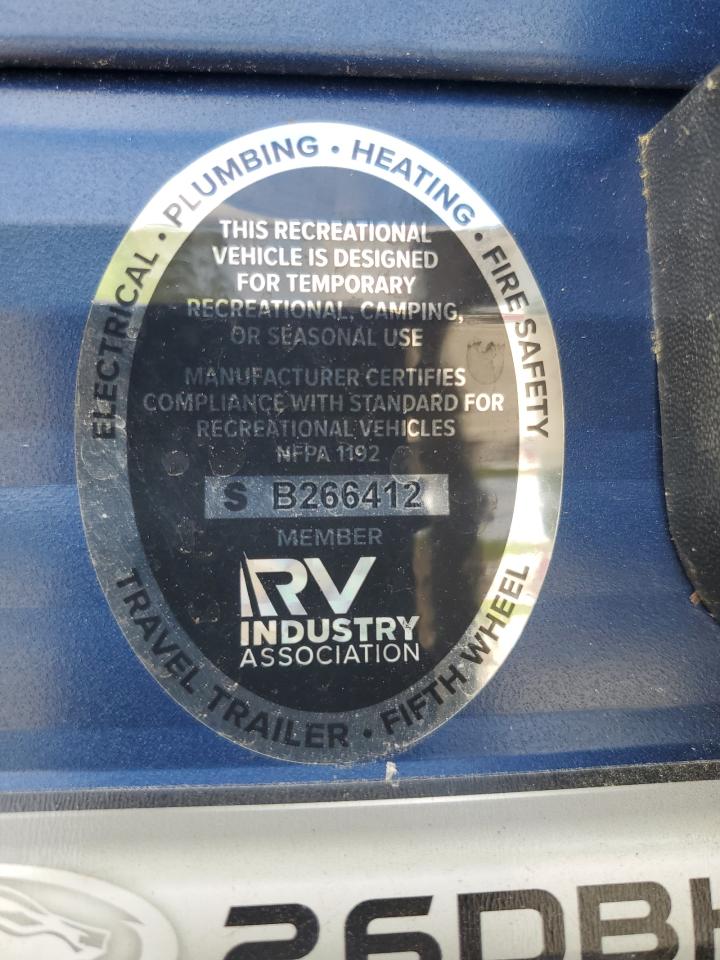 ELECTRICAL • PLUMBING • HEATING • FIRE SAFETY
THIS RECREATIONAL
VEHICLE IS DESIGNED
FOR TEMPORARY
RECREATIONAL, CAMPING,
OR SEASONAL USE
MANUFACTURER CERTIFIES
COMPLIANCE WITH STANDARD FOR
RECREATIONAL VEHICLES
NFPA 1192
S B266412
MEMBER
RV
INDUSTRY
ASSOCIATION
TRAVEL TRAILER • FIFTH WHEEL
26DBH